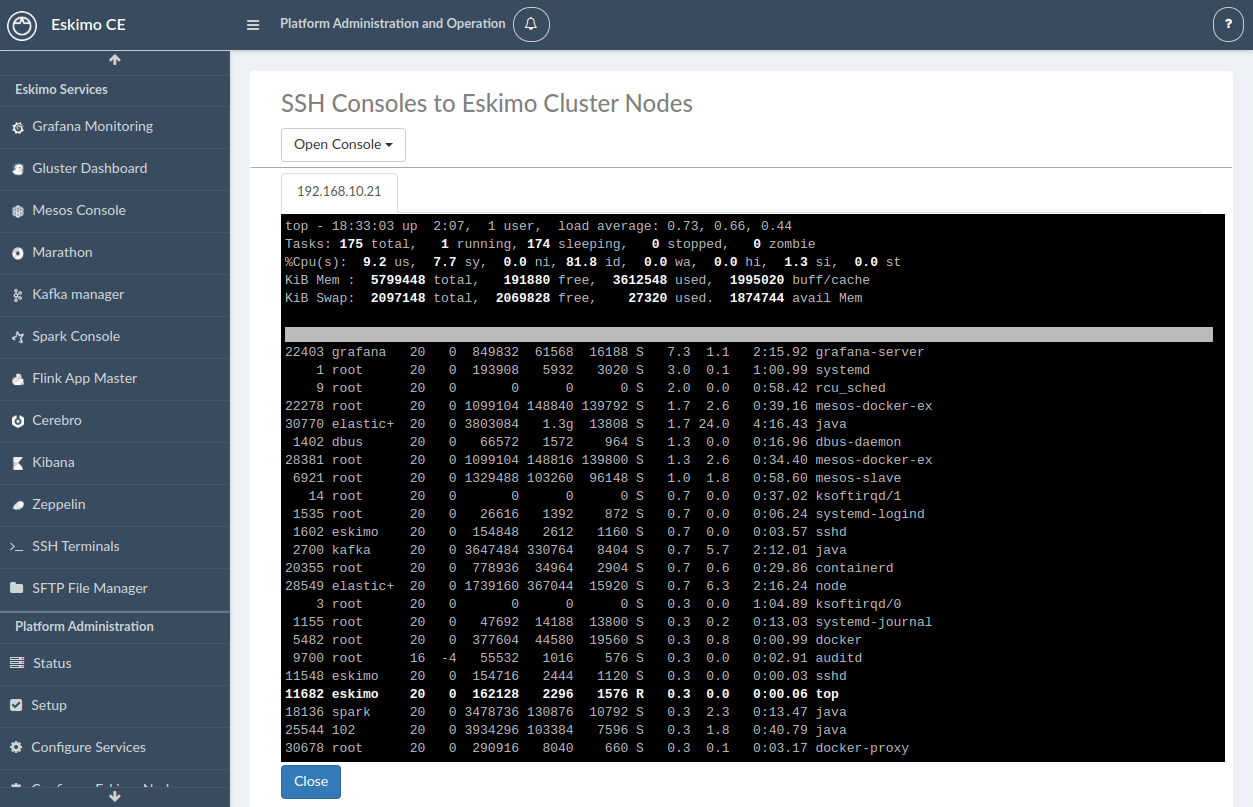 Eskimo CE
Platform Administration and Operation
?
Eskimo Services
Grafana Monitoring
Gluster Dashboard
Mesos Console
Marathon
Kafka manager
Spark Console
Flink App Master
Cerebro
Kibana
Zeppelin
SSH Terminals
SFTP File Manager
Platform Administration
Status
Setup
Configure Services
SSH Consoles to Eskimo Cluster Nodes
Open Console
192.168.10.21
top - 18:33:03 up  2:07,  1 user,  load average: 0.73, 0.66, 0.44
Tasks: 175 total,   1 running, 174 sleeping,   0 stopped,   0 zombie
%Cpu(s):  9.2 us,  7.7 sy,  0.0 ni, 81.8 id,  0.0 wa,  0.0 hi,  1.3 si,  0.0 st
KiB Mem :  5799448 total,   191880 free,  3612548 used,  1995020 buff/cache
KiB Swap:  2097148 total,  2069828 free,    27320 used.  1874744 avail Mem
22403 grafana   20   0  849832  61568  16188 S   7.3  1.1   2:15.92 grafana-server
1 root      20   0  193908   5932   3020 S   3.0  0.1   1:00.99 systemd
9 root      20   0       0      0      0 S   2.0  0.0   0:58.42 rcu_sched
22278 root      20   0 1099104 148840 139792 S   1.7  2.6   0:39.16 mesos-docker-ex
30770 elastic+  20   0 3803084   1.3g  13808 S   1.7 24.0   4:16.43 java
1402 dbus      20   0   66572   1572    964 S   1.3  0.0   0:16.96 dbus-daemon
28381 root      20   0 1099104 148816 139800 S   1.3  2.6   0:34.40 mesos-docker-ex
6921 root      20   0 1329488 103260  96148 S   1.0  1.8   0:58.60 mesos-slave
14 root      20   0       0      0      0 S   0.7  0.0   0:37.02 ksoftirqd/1
1535 root      20   0   26616   1392    872 S   0.7  0.0   0:06.24 systemd-logind
1602 eskimo    20   0  154848   2612   1160 S   0.7  0.0   0:03.57 sshd
2700 kafka     20   0 3647484 330764   8404 S   0.7  5.7   2:12.01 java
20355 root      20   0  778936  34964   2904 S   0.7  0.6   0:29.86 containerd
28549 elastic+  20   0 1739160 367044  15920 S   0.7  6.3   2:16.24 node
3 root      20   0       0      0      0 S   0.3  0.0   1:04.89 ksoftirqd/0
1155 root      20   0   47692  14188  13800 S   0.3  0.2   0:13.03 systemd-journal
5482 root      20   0  377604  44580  19560 S   0.3  0.8   0:00.99 docker
9700 root      16  -4   55532   1016    576 S   0.3  0.0   0:02.91 auditd
11548 eskimo    20   0  154716   2444   1120 S   0.3  0.0   0:00.03 sshd
11682 eskimo    20   0  162128   2296   1576 R   0.3  0.0   0:00.06 top
18136 spark     20   0 3478736 130876  10792 S   0.3  2.3   0:13.47 java
25544 102       20   0 3934296 103384   7596 S   0.3  1.8   0:40.79 java
30678 root      20   0  290916   8040    660 S   0.3  0.1   0:03.17 docker-proxy
Close